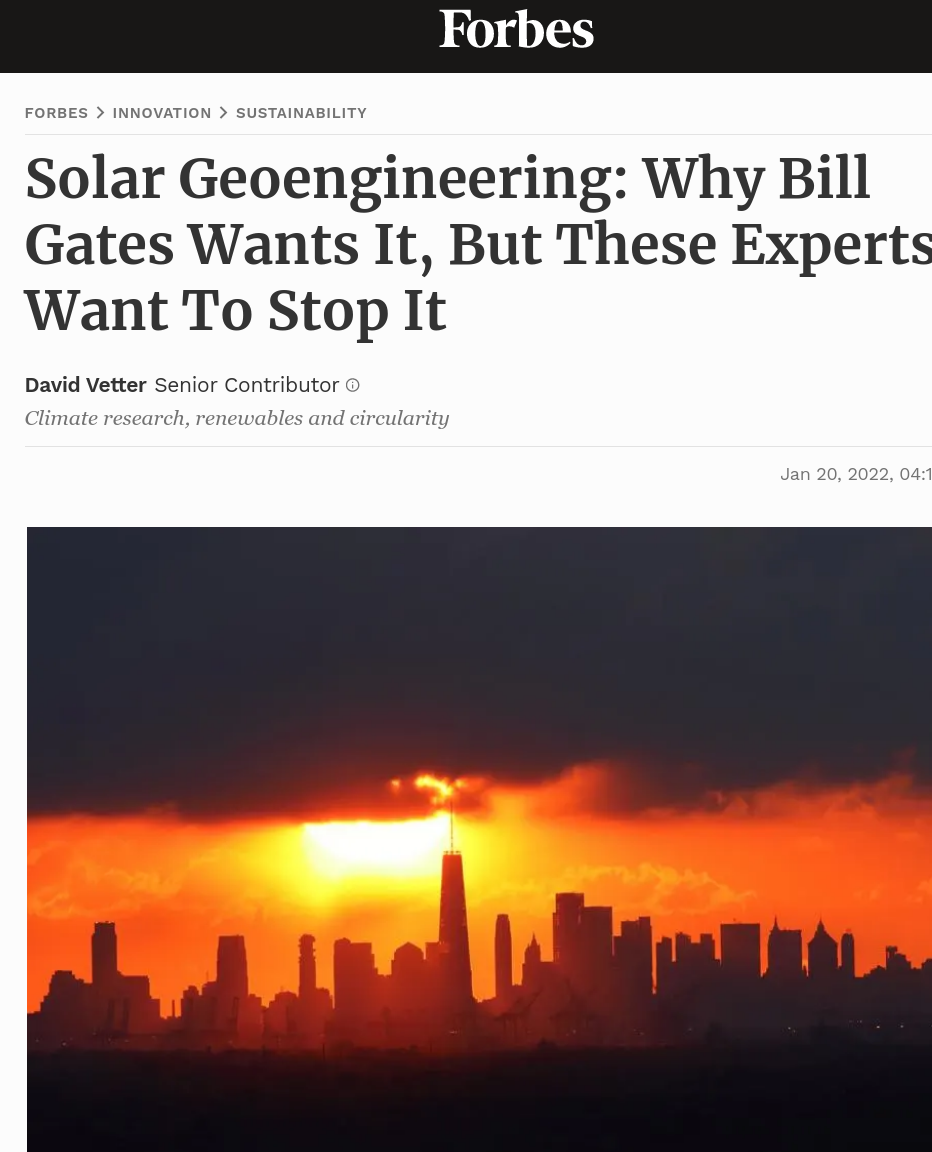 Forbes
FORBES > INNOVATION > SUSTAINABILITY
Solar Geoengineering: Why Bill
Gates Wants It, But These Experts
Want To Stop It
David Vetter Senior Contributor
Climate research, renewables and circularity
Jan 20, 2022, 04:1